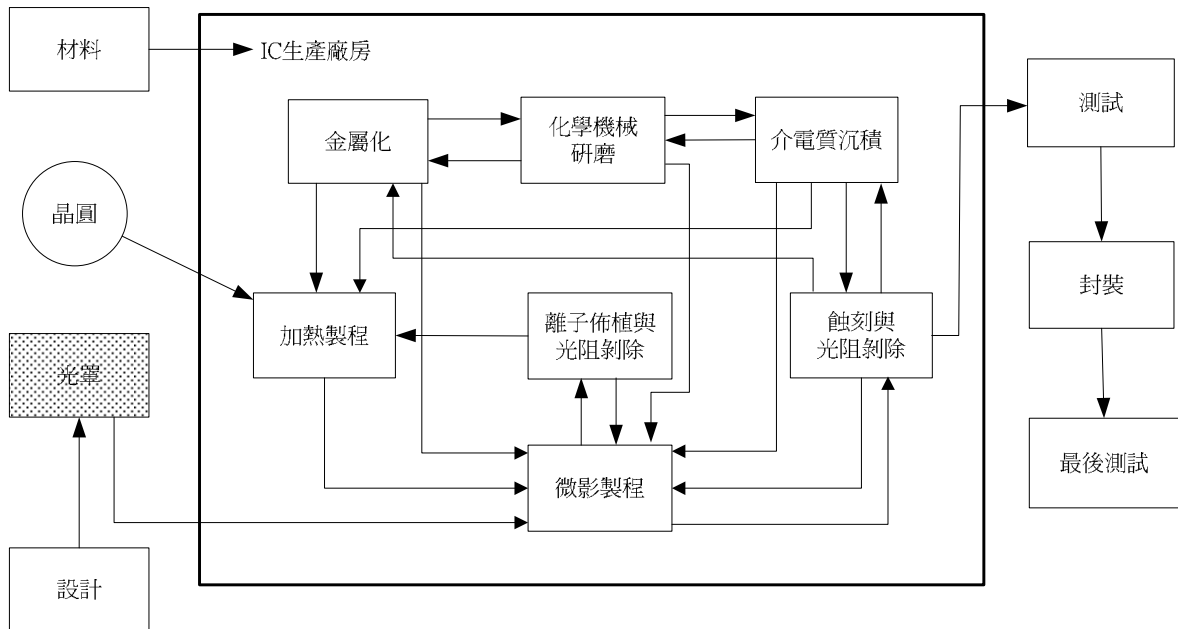 材料
IC生產廠房
金屬化
化學機械
研磨
介電質沉積
測試
晶圓
封裝
加熱製程
離子佈植與
光阻剝除
蝕刻與
光阻剝除
光罩
微影製程
最後測試
設計